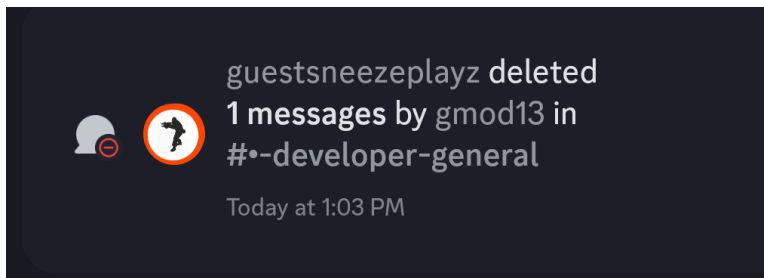 guestsneezeplayz deleted
1 messages by gmod13 in
#•-developer-general
Today at 1:03 PM